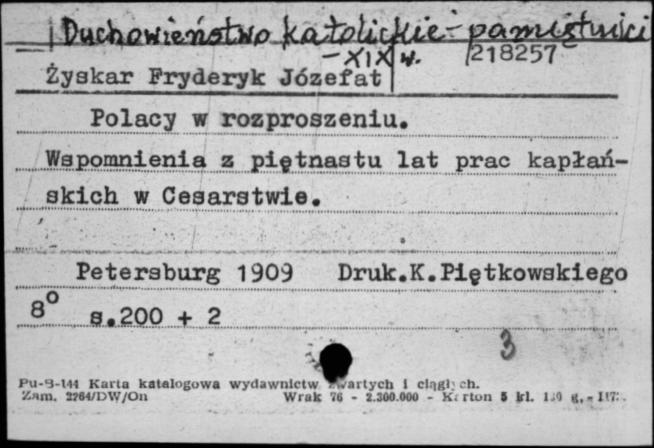 Duchowieństwo katolickie - pamiętniki
- XIX w. 218257
Żyskar Fryderyk Józefat
Polacy w rozproszeniu.
Wspomnienia z piętnastu lat prac kapłań-
skich w Cesarstwie.
Petersburg 1909 Druk.K.Piętkowskiego
8° s.200 + 2
3
Pu-S-144 Karta katalogowa wydawnictw zwartych i ciągłych.
Zam. 2264/DW/On Wrak 76 - 2.300.000 - Karton 5 kl.